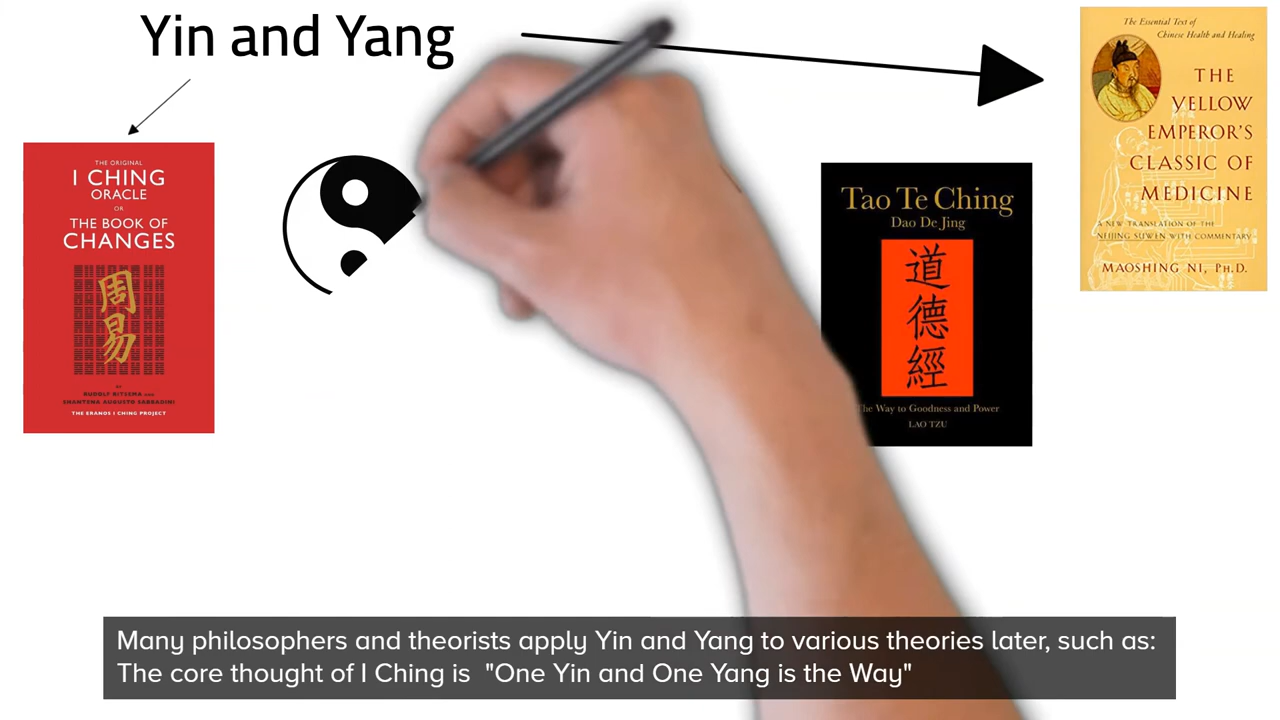 Yin and Yang
THE ORIGINAL
I CHING
ORACLE
OR
THE BOOK OF
CHANGES
周
易
BY
RUDOLF RITSEMA AND
SHANTENA AUGUSTO SABBADINI
THE ERANOS I CHING PROJECT
Tao Te Ching
Dao De Jing
道
德
經
The Way to Goodness and Power
LAO TZU
The Essential Text of
Chinese Health and Healing
THE
YELLOW
EMPEROR'S
CLASSIC OF
MEDICINE
A NEW TRANSLATION OF THE
NEIJING SUWEN WITH COMMENTARY
MAOSHING NI, PH.D.
Many philosophers and theorists apply Yin and Yang to various theories later, such as:
The core thought of I Ching is "One Yin and One Yang is the Way"